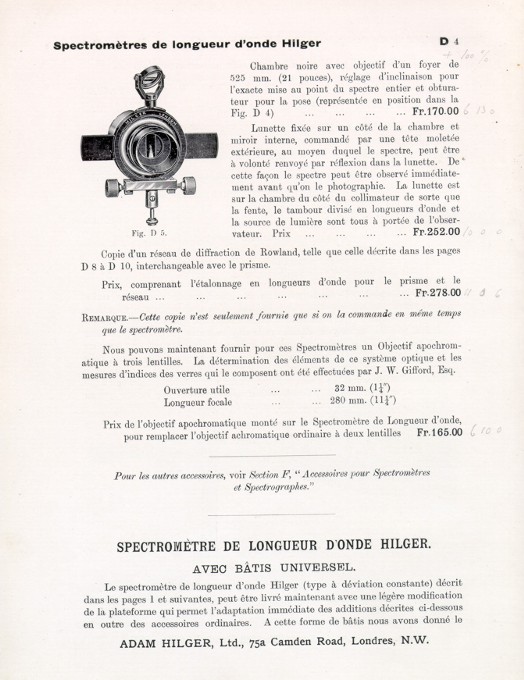 Spectromètres de longueur d'onde Hilger
D 4
Chambre noire avec objectif d'un foyer de
525 mm. (21 pouces), réglage d'inclinaison pour
l'exacte mise au point du spectre entier et obtura-
teur pour la pose (représentée en position dans la
Fig. D 4) ... ... ... Fr.170.00
Lunette fixée sur un côté de la chambre et
miroir interne, commandé par une tête moletée
extérieure, au moyen duquel le spectre, peut être
à volonté renvoyé par réflexion dans la lunette. De
cette façon le spectre peut être observé immédiate-
ment avant qu'on le photographie. La lunette est
sur la chambre du côté du collimateur de sorte que
la fente, le tambour divisé en longueurs d'onde et
la source de lumière sont tous à portée de l'obser-
vateur. Prix ... ... ... ... Fr.252.00
Fig. D 5.
Copie d'un réseau de diffraction de Rowland, telle que celle décrite dans les pages
D 8 à D 10, interchangeable avec le prisme.
Prix, comprenant l'étalonnage en longueurs d'onde pour le prisme et le
réseau ... ... ... ... ... ... ... Fr.278.00
REMARQUE.—Cette copie n'est seulement fournie que si on la commande en même temps
que le spectromètre.
Nous pouvons maintenant fournir pour ces Spectromètres un Objectif apochrom-
atique à trois lentilles. La détermination des éléments de ce système optique et les
mesures d'indices des verres qui le composent ont été effectuées par J. W. Gifford, Esq.
Ouverture utile ... ... 32 mm. (1¼")
Longueur focale ... ... 280 mm. (11¼")
Prix de l'objectif apochromatique monté sur le Spectromètre de Longueur d'onde,
pour remplacer l'objectif achromatique ordinaire à deux lentilles Fr.165.00
Pour les autres accessoires, voir Section F, "Accessoires pour Spectromètres
et Spectrographes."
SPECTROMÈTRE DE LONGUEUR D'ONDE HILGER.
AVEC BÂTIS UNIVERSEL.
Le spectromètre de longueur d'onde Hilger (type à déviation constante) décrit
dans les pages 1 et suivantes, peut être livré maintenant avec une légère modification
de la plateforme qui permet l'adaptation immédiate des additions décrites ci-dessous
en outre des accessoires ordinaires. A cette forme de bâtis nous avons donné le
ADAM HILGER, Ltd., 75a Camden Road, Londres, N.W.